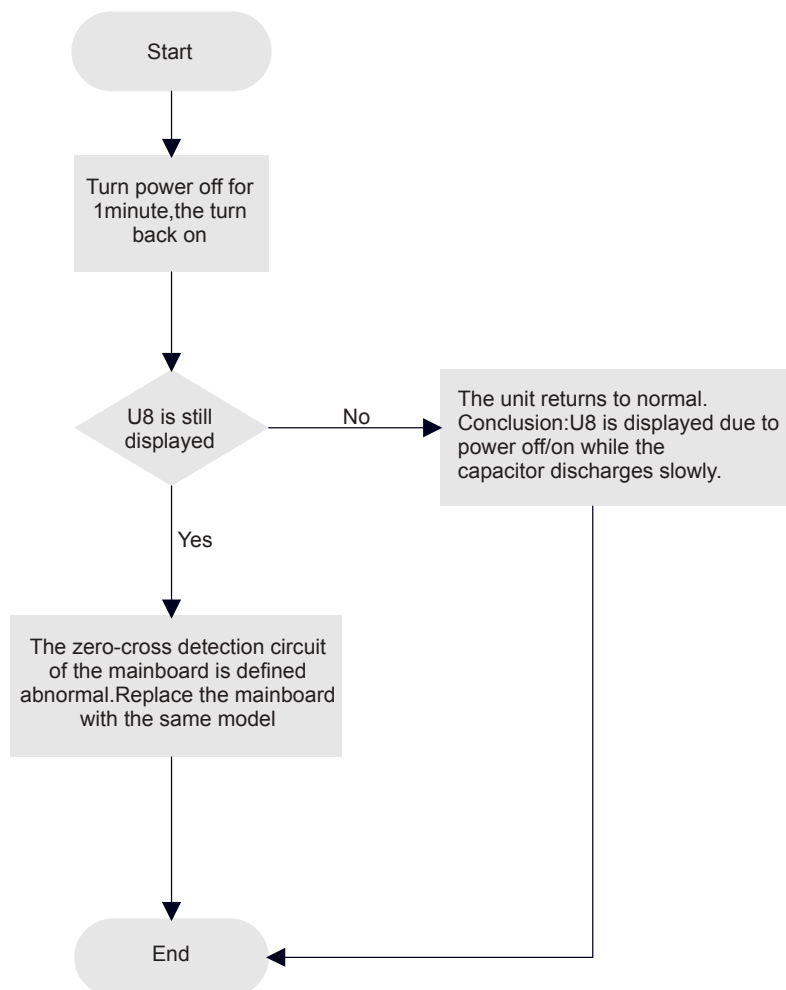 Start
Turn power off for
1minute,the turn
back on
U8 is still
displayed
No
The unit returns to normal.
Conclusion:U8 is displayed due to
power off/on while the
capacitor discharges slowly.
Yes
The zero-cross detection circuit
of the mainboard is defined
abnormal.Replace the mainboard
with the same model
End